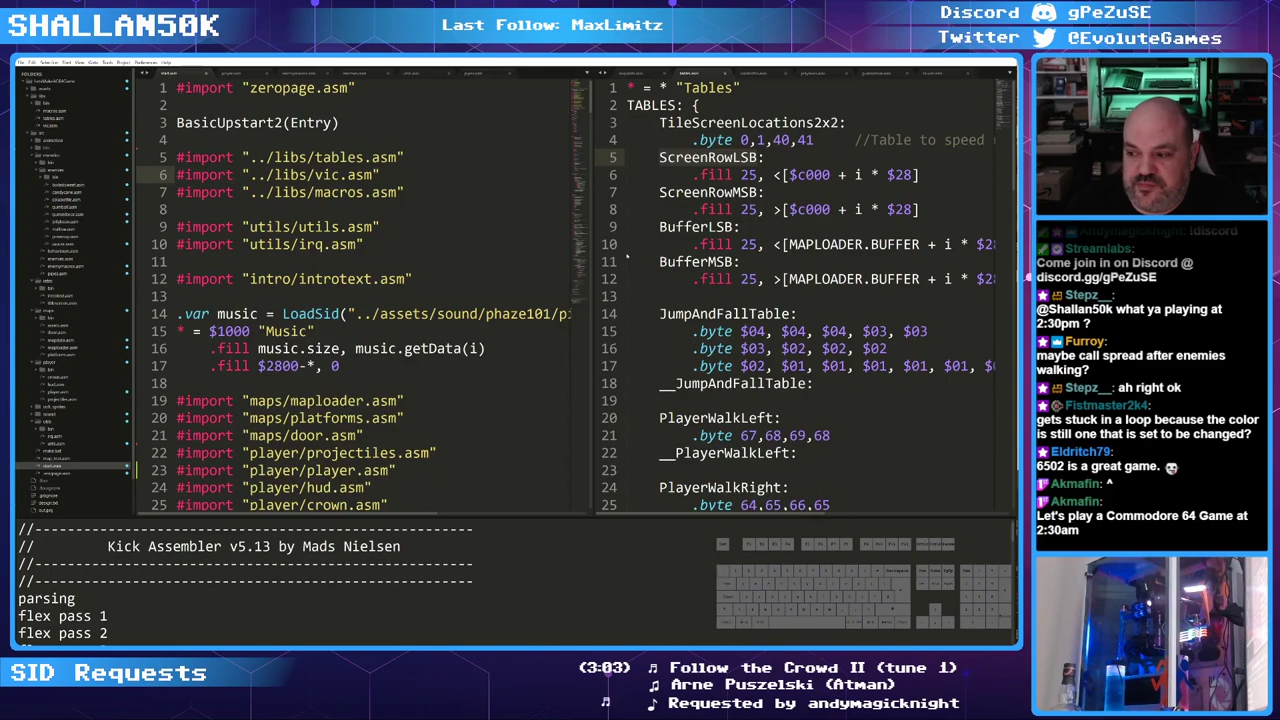 SHALLAN50K
Last Follow: MaxLimitz
Discord gPeZuSE
Twitter @EvoluteGames
FOLDERS
1 #import "zeropage.asm"
2
3 BasicUpstart2(Entry)
4
5 #import "../libs/tables.asm"
6 #import "../libs/vic.asm"
7 #import "../libs/macros.asm"
8
9 #import "utils/utils.asm"
10 #import "utils/irq.asm"
11
12 #import "intro/introtext.asm"
13
14 .var music = LoadSid("../assets/sound/phaze101/pi
15 * = $1000 "Music"
16 .fill music.size, music.getData(i)
17 .fill $2800-*, 0
18
19 #import "maps/maploader.asm"
20 #import "maps/platforms.asm"
21 #import "maps/door.asm"
22 #import "player/projectiles.asm"
23 #import "player/player.asm"
24 #import "player/hud.asm"
25 #import "player/crown.asm"
1 * = * "Tables"
2 TABLES: {
3 TileScreenLocations2x2:
4 .byte 0,1,40,41 //Table to speed
5 ScreenRowLSB:
6 .fill 25, <[$c000 + i * $28]
7 ScreenRowMSB:
8 .fill 25, >[$c000 + i * $28]
9 BufferLSB:
10 .fill 25, <[MAPLOADER.BUFFER + i * $28
11 BufferMSB:
12 .fill 25, >[MAPLOADER.BUFFER + i * $28
13
14 JumpAndFallTable:
15 .byte $04, $04, $04, $03, $03
16 .byte $02, $02, $02, $02
17 .byte $02, $01, $01, $01, $01, $0
18 __JumpAndFallTable:
19
20 PlayerWalkLeft:
21 .byte 67,68,69,68
22 __PlayerWalkLeft:
23
24 PlayerWalkRight:
25 .byte 64,65,66,65
//------------------------------------------------------
// Kick Assembler v5.13 by Mads Nielsen
//------------------------------------------------------
parsing
flex pass 1
flex pass 2
Andymagicknight: !discord
Streamlabs:
Come join in on Discord @
discord.gg/gPeZuSE
Stepz__:
@Shallan50k what ya playing at
2:30pm ?
Furroy:
maybe call spread after enemies
walking?
Stepz__: ah right ok
Fistmaster2k4:
gets stuck in a loop because the color
is still one that is set to be changed?
Eldritch79:
6502 is a great game.
Akmafin: ^
Akmafin:
Let's play a Commodore 64 Game at
2:30am
SID Requests
(3:03) Follow the Crowd II (tune 1)
Arne Puszelski (Atman)
Requested by andymagicknight